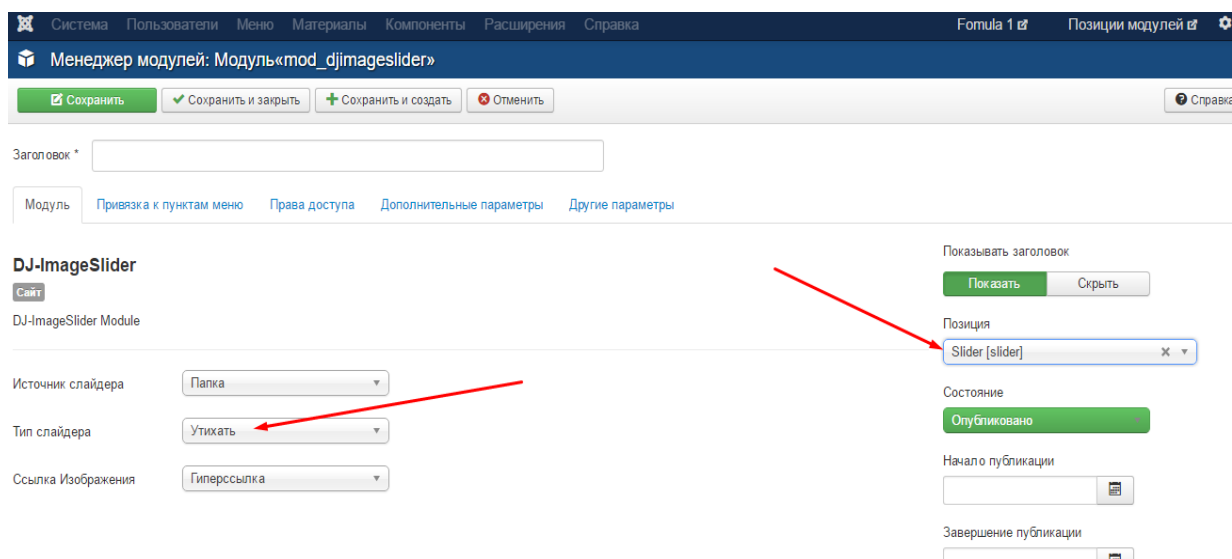 Система Пользователи Меню Материалы Компоненты Расширения Справка Fomula 1 Позиции модулей
Менеджер модулей: Модуль«mod_djimageslider»
Сохранить Сохранить и закрыть Сохранить и создать Отменить Справка
Заголовок *
Модуль Привязка к пунктам меню Права доступа Дополнительные параметры Другие параметры
Показывать заголовок
DJ-ImageSlider
Показать Скрыть
Сайт
DJ-ImageSlider Module
Позиция
Slider [slider]
Источник слайдера Папка
Состояние
Опубликовано
Тип слайдера Утихать
Начало публикации
Ссылка Изображения Гиперссылка
Завершение публикации